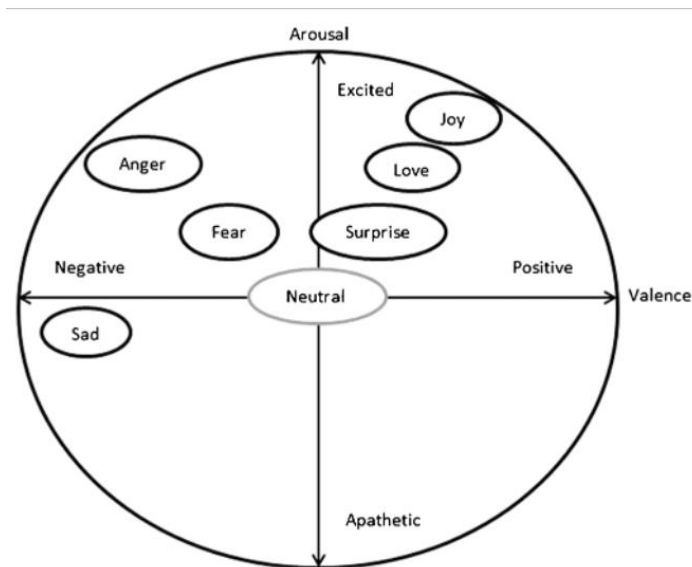 Arousal
Excited
Joy
Anger
Love
Fear
Surprise
Negative
Positive
Neutral
Valence
Sad
Apathetic